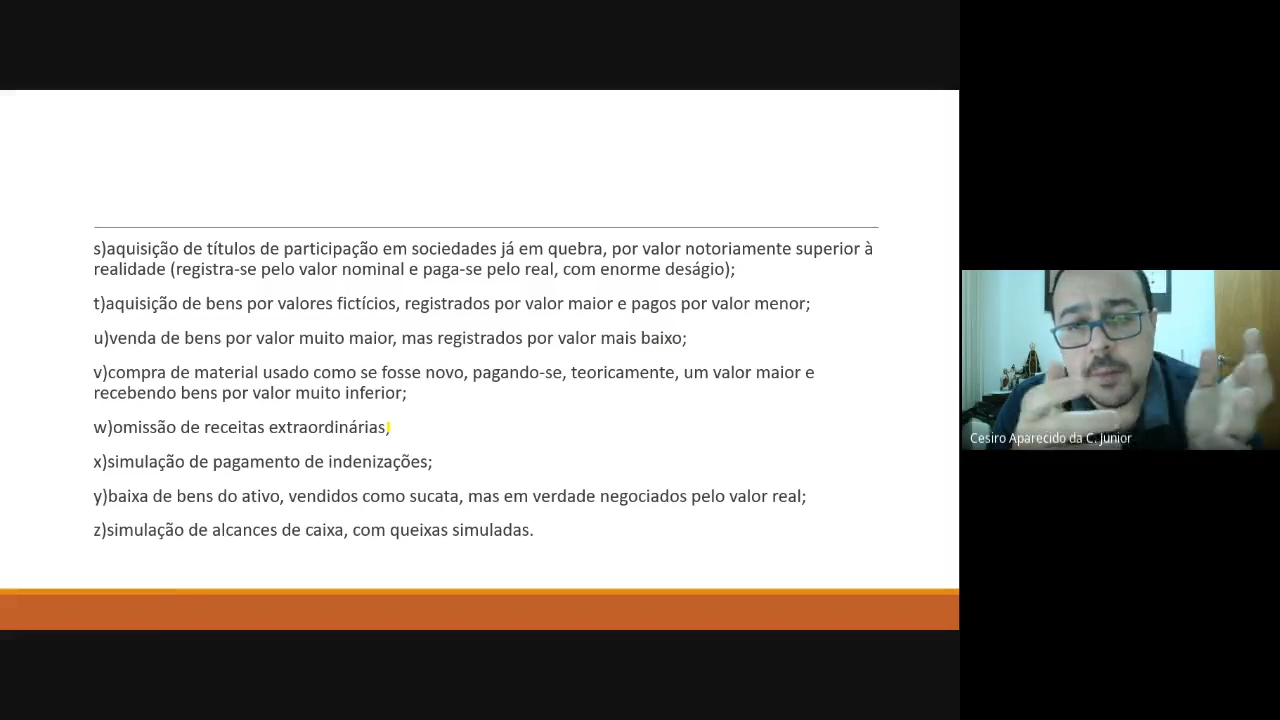 s)aquisição de títulos de participação em sociedades já em quebra, por valor notoriamente superior à
realidade (registra-se pelo valor nominal e paga-se pelo real, com enorme deságio);
t)aquisição de bens por valores fictícios, registrados por valor maior e pagos por valor menor;
u)venda de bens por valor muito maior, mas registrados por valor mais baixo;
v)compra de material usado como se fosse novo, pagando-se, teoricamente, um valor maior e
recebendo bens por valor muito inferior;
w)omissão de receitas extraordinárias;
x)simulação de pagamento de indenizações;
y)baixa de bens do ativo, vendidos como sucata, mas em verdade negociados pelo valor real;
z)simulação de alcances de caixa, com queixas simuladas.
Cesiro Aparecido da C. Junior